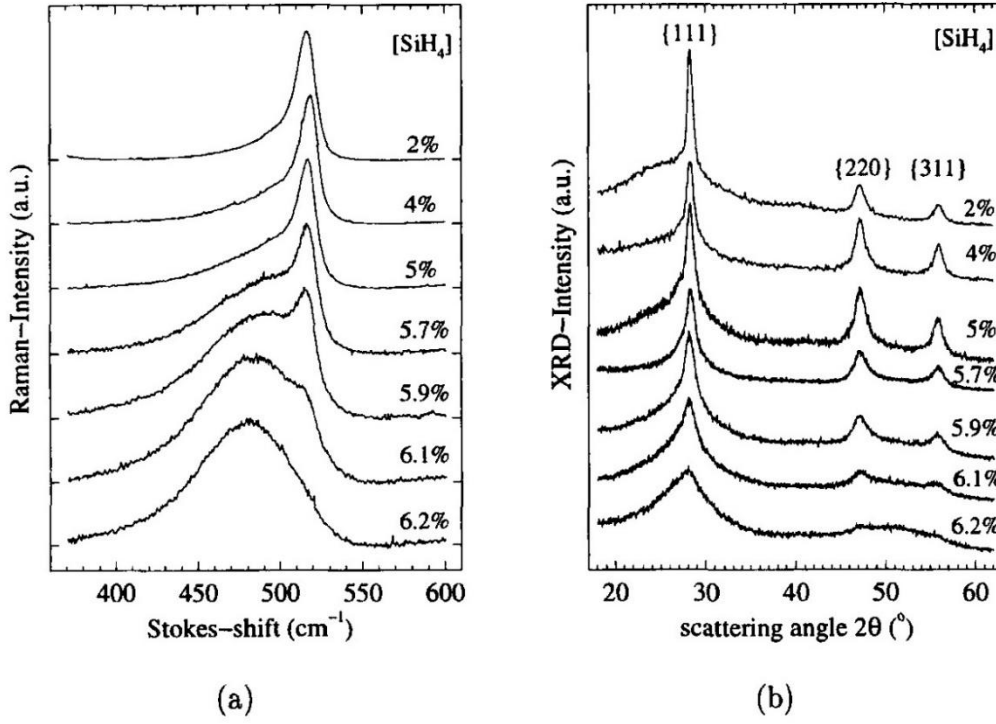 [SiH4]
2%
4%
5%
5.7%
5.9%
6.1%
6.2%
Raman-Intensity (a.u.)
400 450 500 550 600
Stokes-shift (cm-1)
(a)
{111}
[SiH4]
{220} {311}
2%
4%
5%
5.7%
5.9%
6.1%
6.2%
XRD-Intensity (a.u.)
20 30 40 50 60
scattering angle 2θ (°)
(b)